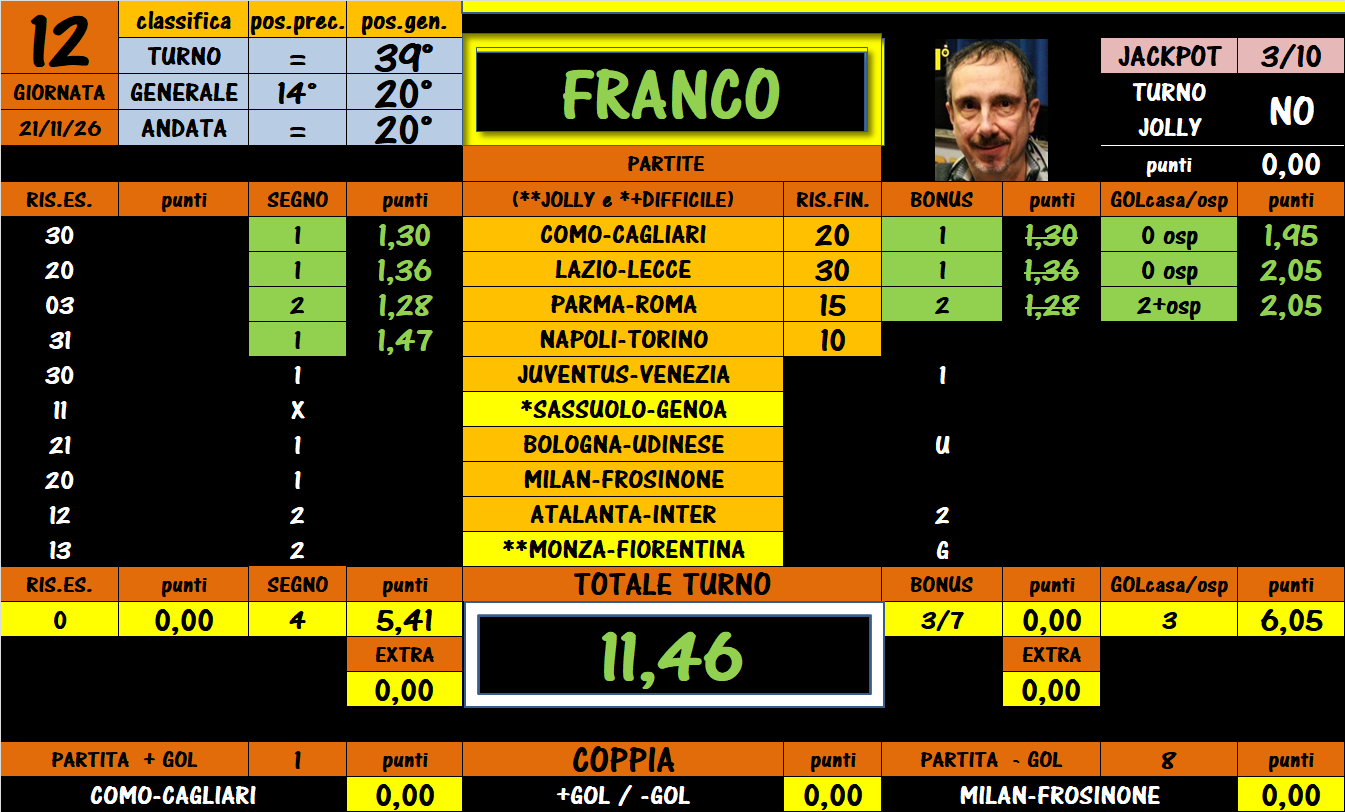 12 classifica pos.prec. pos.gen.
TURNO = 39° FRANCO 1° JACKPOT 3/10
GIORNATA GENERALE 14° 20° TURNO JOLLY NO
21/11/26 ANDATA = 20°
PARTITE punti 0,00
RIS.ES. punti SEGNO punti (**JOLLY e *+DIFFICILE) RIS.FIN. BONUS punti GOLcasa/osp punti
30 1 1,30 COMO-CAGLIARI 20 1 1,30 0 osp 1,95
20 1 1,36 LAZIO-LECCE 30 1 1,36 0 osp 2,05
03 2 1,28 PARMA-ROMA 15 2 1,28 2+osp 2,05
31 1 1,47 NAPOLI-TORINO 10
30 1 JUVENTUS-VENEZIA 1
11 X *SASSUOLO-GENOA
21 1 BOLOGNA-UDINESE U
20 1 MILAN-FROSINONE
12 2 ATALANTA-INTER 2
13 2 **MONZA-FIORENTINA G
RIS.ES. punti SEGNO punti TOTALE TURNO BONUS punti GOLcasa/osp punti
0 0,00 4 5,41 11,46 3/7 0,00 3 6,05
EXTRA EXTRA
0,00 0,00
PARTITA + GOL 1 punti COPPIA punti PARTITA - GOL 8 punti
COMO-CAGLIARI 0,00 +GOL / -GOL 0,00 MILAN-FROSINONE 0,00